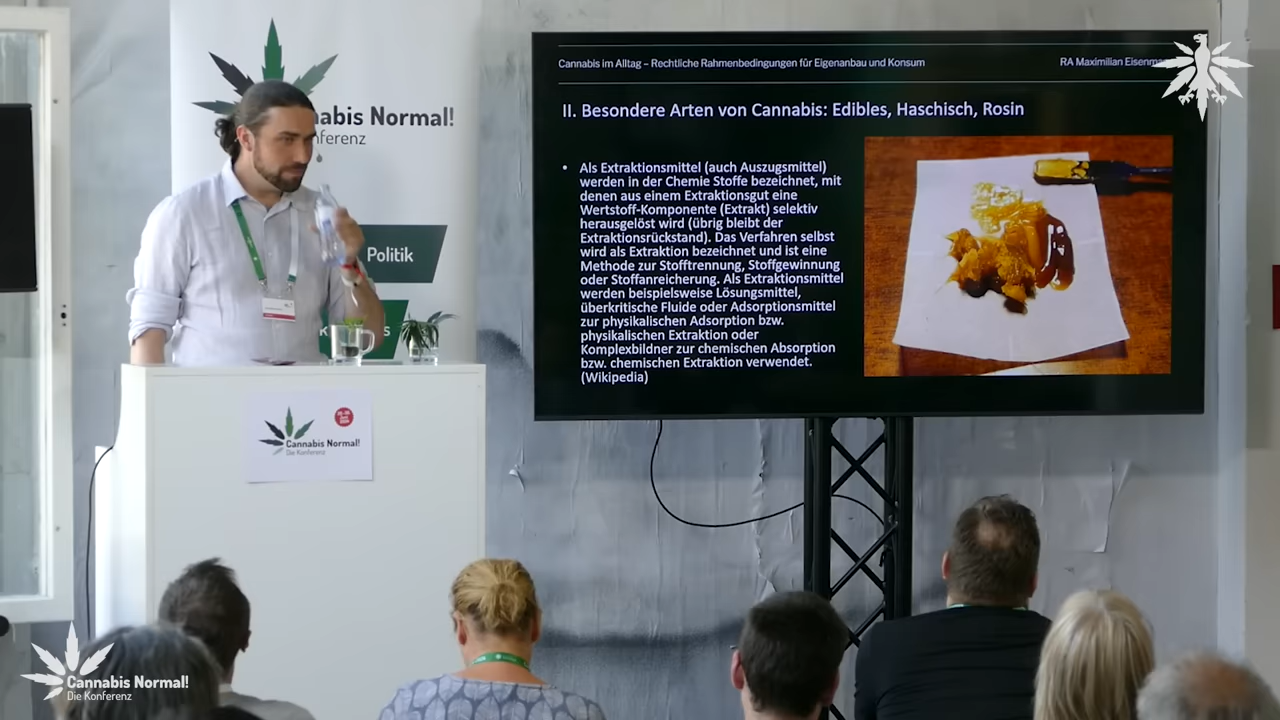 Cannabis im Alltag – Rechtliche Rahmenbedingungen für Eigenanbau und Konsum
RA Maximilian
II. Besondere Arten von Cannabis: Edibles, Haschisch, Rosin
• Als Extraktionsmittel (auch Auszugsmittel)
werden in der Chemie Stoffe bezeichnet, mit
denen aus einem Extraktionsgut eine
Wertstoff-Komponente (Extrakt) selektiv
herausgelöst wird (übrig bleibt der
Extraktionsrückstand). Das Verfahren selbst
wird als Extraktion bezeichnet und ist eine
Methode zur Stofftrennung, Stoffgewinnung
oder Stoffanreicherung. Als Extraktionsmittel
werden beispielsweise Lösungsmittel,
überkritische Fluide oder Adsorptionsmittel
zur physikalischen Adsorption bzw.
physikalischen Extraktion oder
Komplexbildner zur chemischen Absorption
bzw. chemischen Extraktion verwendet.
(Wikipedia)
nabis Normal!
nferenz
Politik
Cannabis Normal!
Die Konferenz
Cannabis Normal!
Die Konferenz